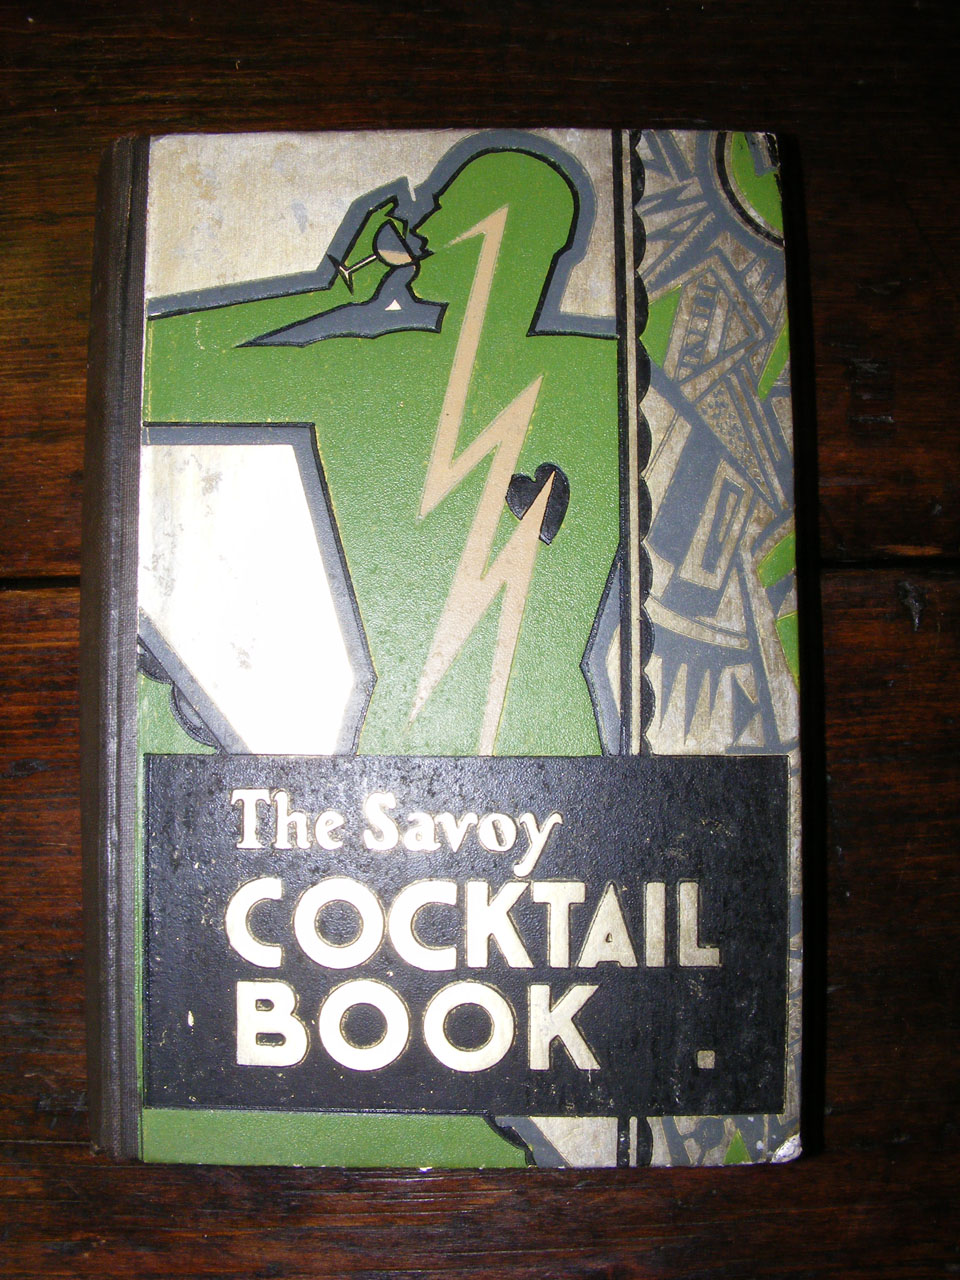 The Savoy
COCKTAIL
BOOK.